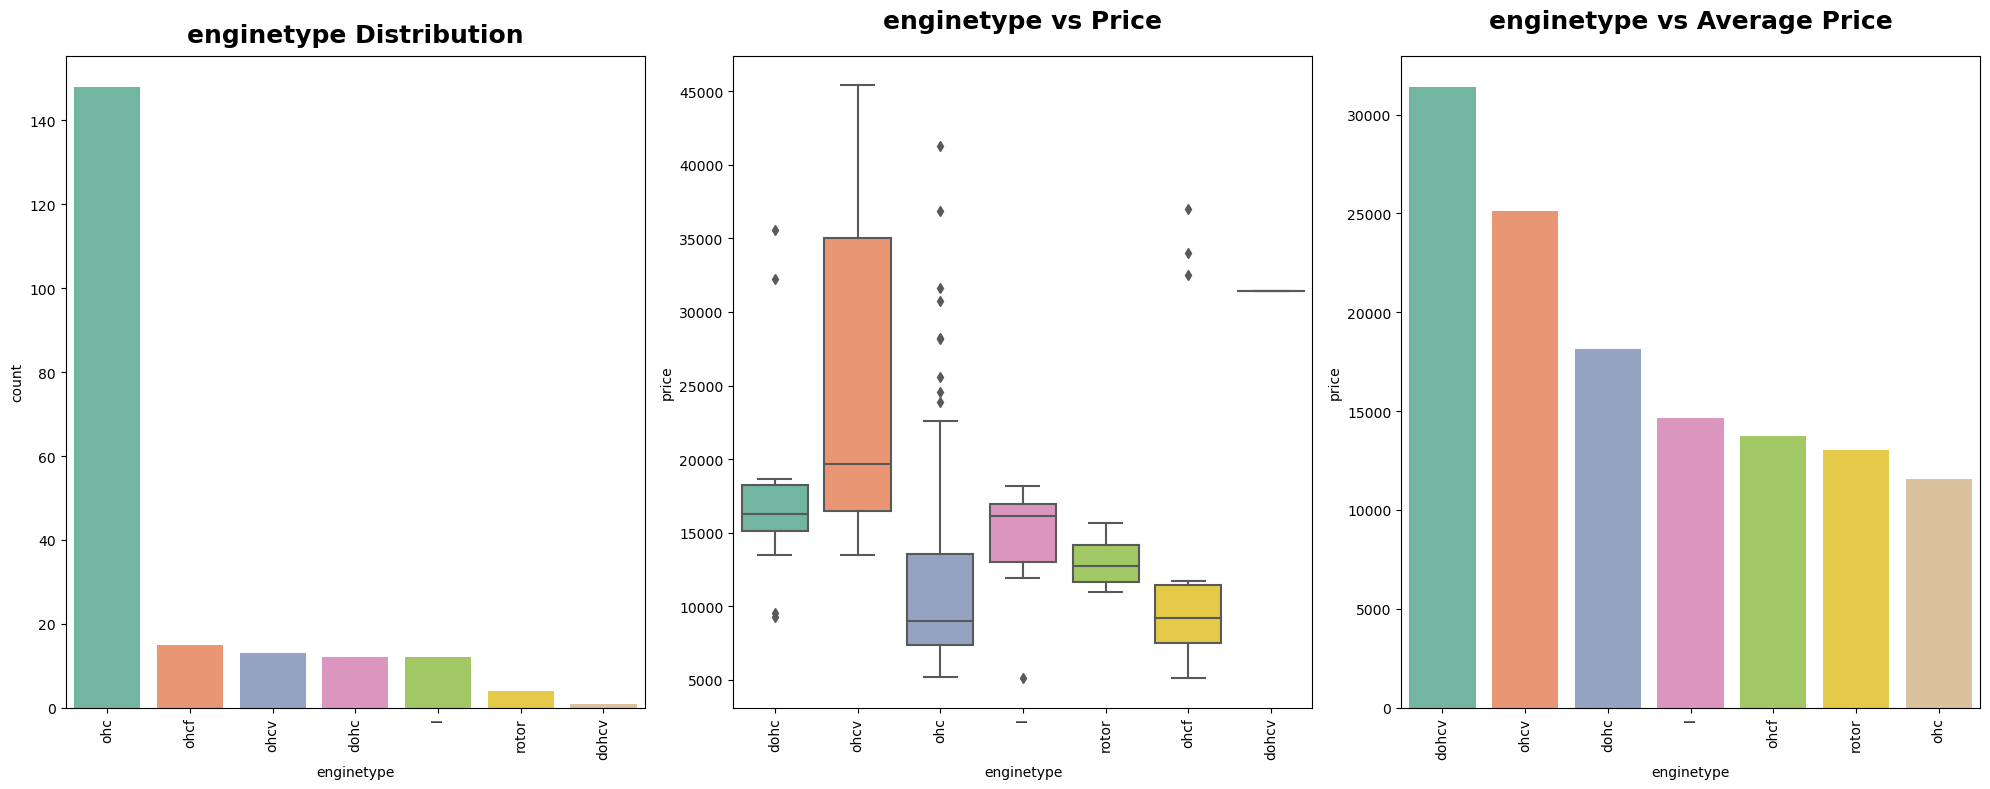 enginetype Distribution
count
140
120
100
80
60
40
20
0
ohc
ohcf
ohcv
dohc
l
rotor
dohcv
enginetype
enginetype vs Price
price
45000
40000
35000
30000
25000
20000
15000
10000
5000
dohc
ohcv
ohc
l
rotor
ohcf
dohcv
enginetype
enginetype vs Average Price
price
30000
25000
20000
15000
10000
5000
0
dohcv
ohcv
dohc
l
ohcf
rotor
ohc
enginetype